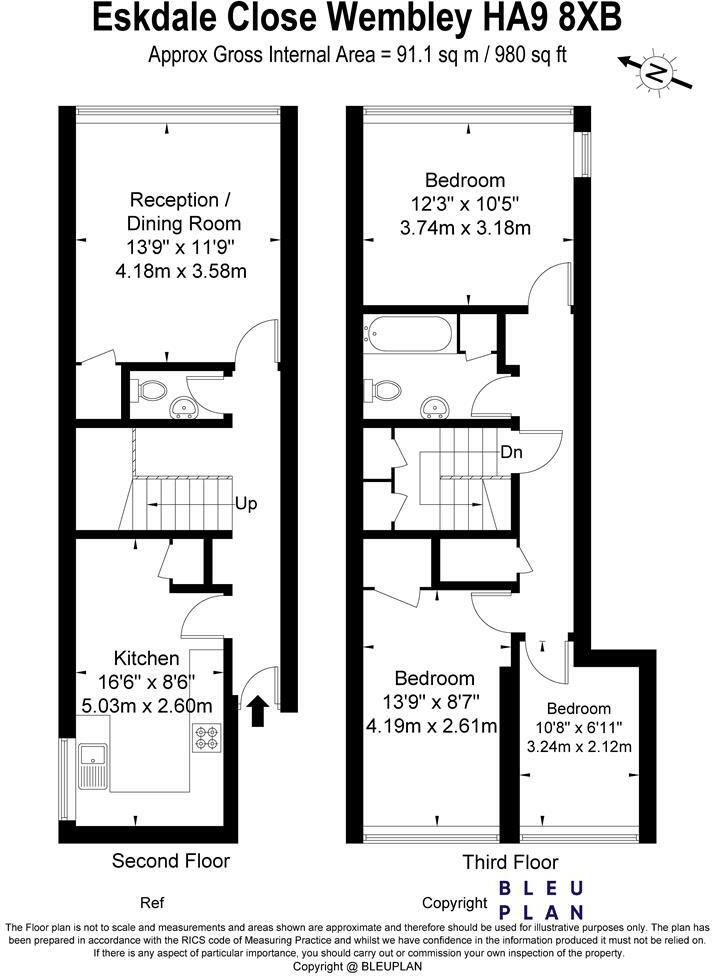 Eskdale Close Wembley HA9 8XB
Approx Gross Internal Area = 91.1 sq m / 980 sq ft
N
Reception /
Dining Room
13'9" x 11'9"
4.18m x 3.58m
Up
Kitchen
16'6" x 8'6"
5.03m x 2.60m
Second Floor
Bedroom
12'3" x 10'5"
3.74m x 3.18m
Dn
Bedroom
13'9" x 8'7"
4.19m x 2.61m
Bedroom
10'8" x 6'11"
3.24m x 2.12m
Third Floor
Ref
Copyright
BLEU
PLAN
The Floor plan is not to scale and measurements and areas shown are approximate and therefore should be used for illustrative purposes only. The plan has
been prepared in accordance with the RICS code of Measuring Practice and whilst we have confidence in the information produced it must not be relied on.
If there is any aspect of particular importance, you should carry out or commission your own inspection of the property.
Copyright @ BLEUPLAN